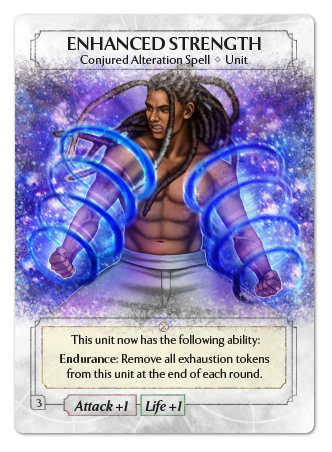 ENHANCED STRENGTH
Conjured Alteration Spell ◇ Unit
This unit now has the following ability:
Endurance: Remove all exhaustion tokens
from this unit at the end of each round.
3 Attack +1 Life +1